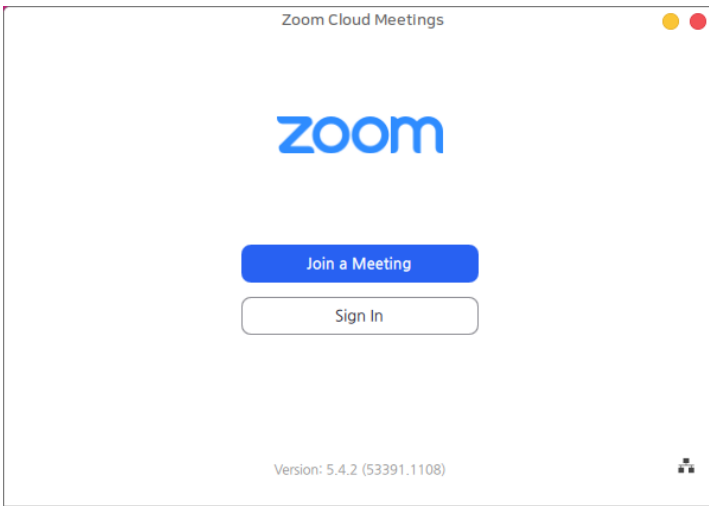 Zoom Cloud Meetings
zoom
Join a Meeting
Sign In
Version: 5.4.2 (53391.1108)